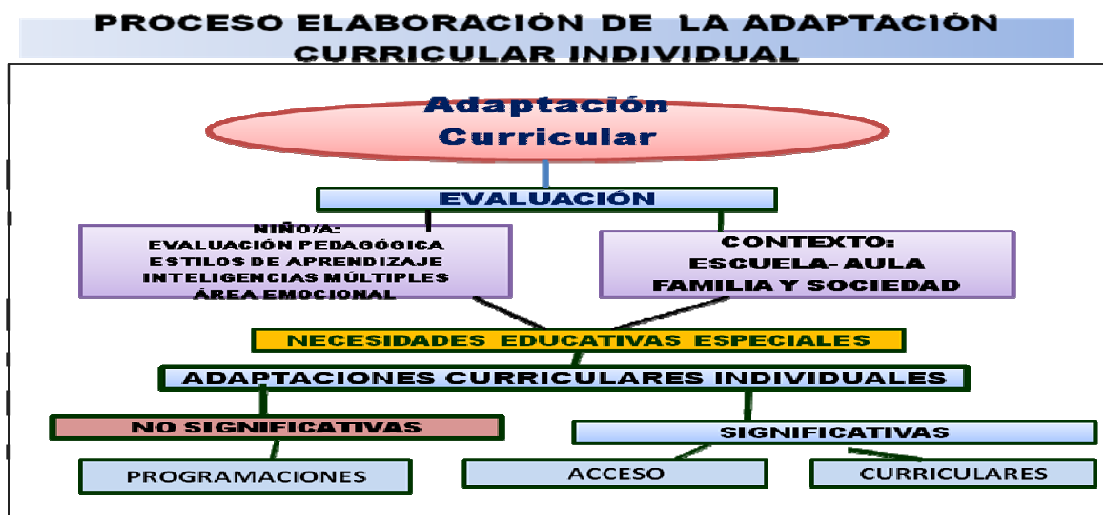 PROCESO ELABORACIÓN DE LA ADAPTACIÓN
CURRICULAR INDIVIDUAL
Adaptación
Curricular
EVALUACIÓN
NIÑO/A:
EVALUACIÓN PEDAGÓGICA
ESTILOS DE APRENDIZAJE
INTELIGENCIAS MÚLTIPLES
ÁREA EMOCIONAL
CONTEXTO:
ESCUELA- AULA
FAMILIA Y SOCIEDAD
NECESIDADES EDUCATIVAS ESPECIALES
ADAPTACIONES CURRICULARES INDIVIDUALES
NO SIGNIFICATIVAS
SIGNIFICATIVAS
PROGRAMACIONES
ACCESO
CURRICULARES